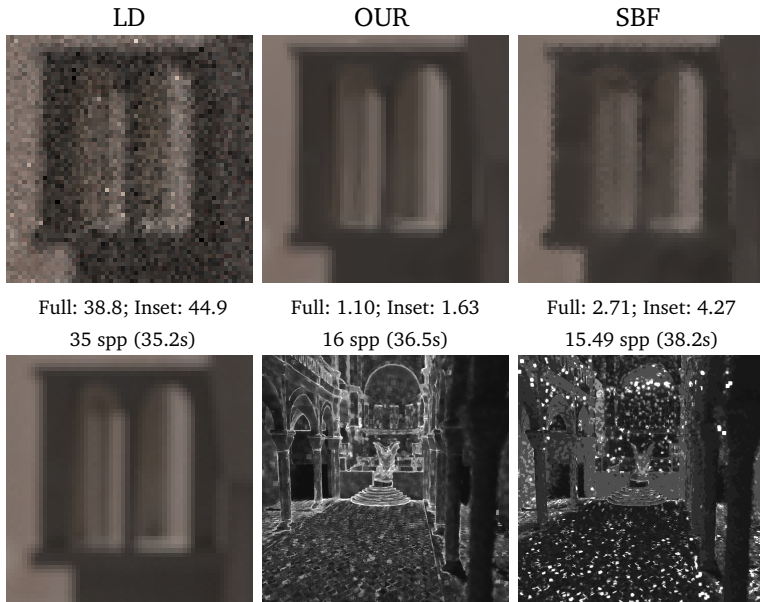 LD OUR SBF
Full: 38.8; Inset: 44.9 Full: 1.10; Inset: 1.63 Full: 2.71; Inset: 4.27
35 spp (35.2s) 16 spp (36.5s) 15.49 spp (38.2s)